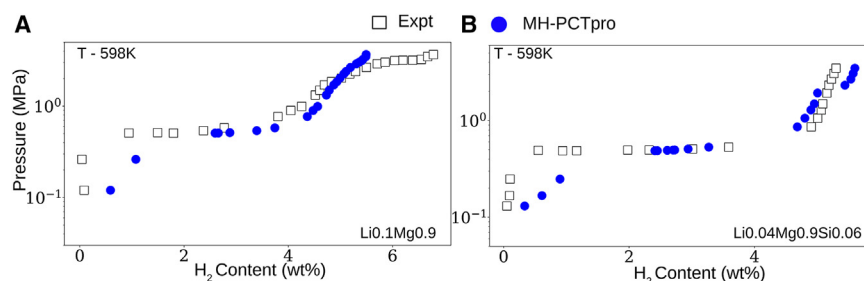 A
Expt
B
MH-PCTpro
T - 598K
Pressure (MPa)
10⁰
10⁻¹
0
2
4
6
Li0.1Mg0.9
H₂ Content (wt%)
T - 598K
10⁰
10⁻¹
0
2
4
Li0.04Mg0.9Si0.06
H₂ Content (wt%)